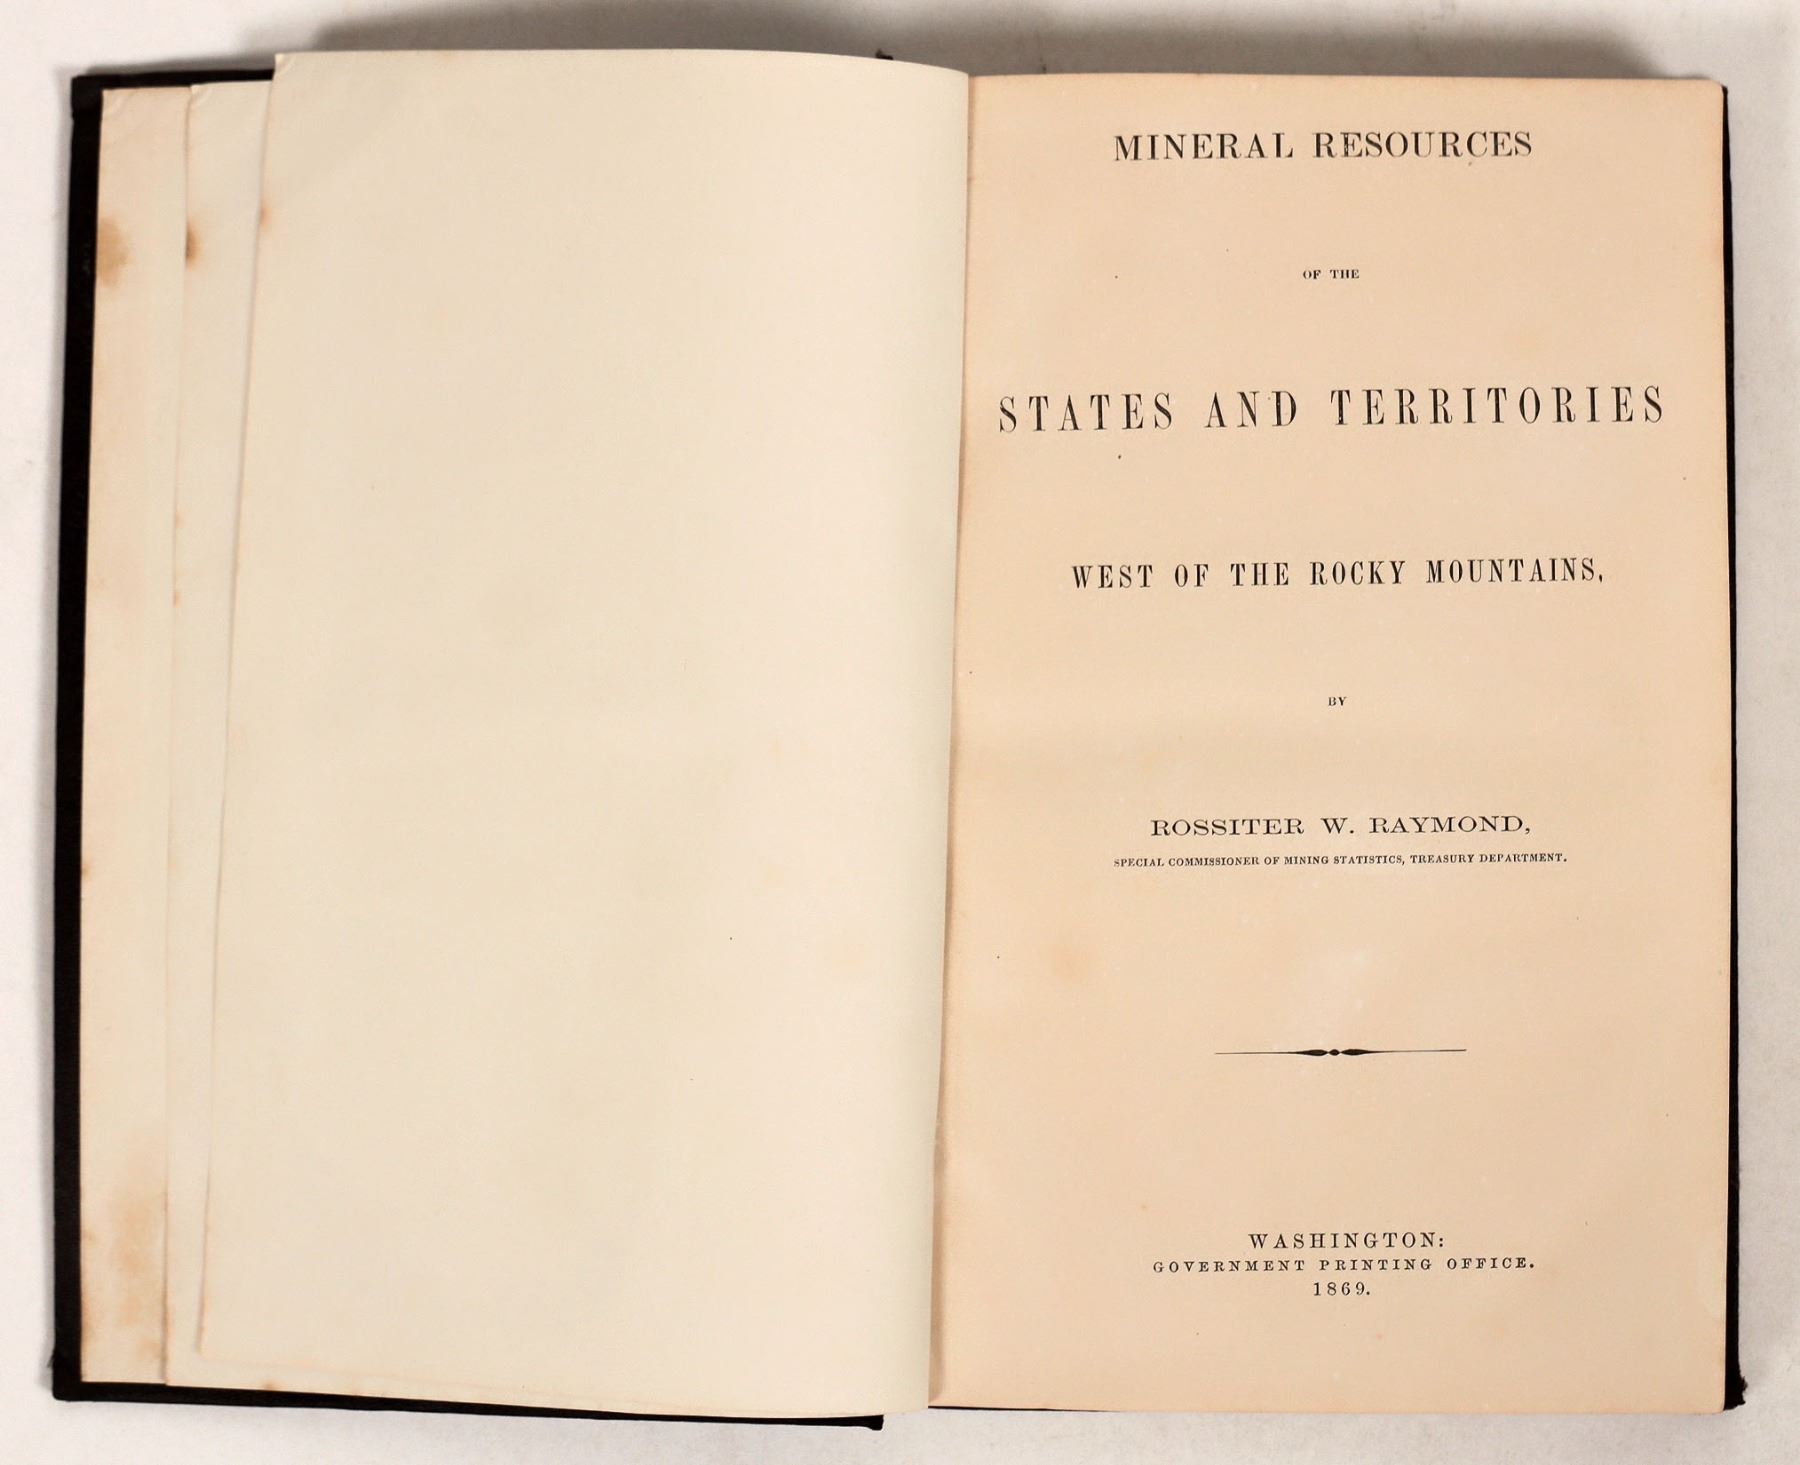 MINERAL RESOURCES
OF THE
STATES AND TERRITORIES
WEST OF THE ROCKY MOUNTAINS,
BY
ROSSITER W. RAYMOND,
SPECIAL COMMISSIONER OF MINING STATISTICS, TREASURY DEPARTMENT.
WASHINGTON:
GOVERNMENT PRINTING OFFICE.
1869.